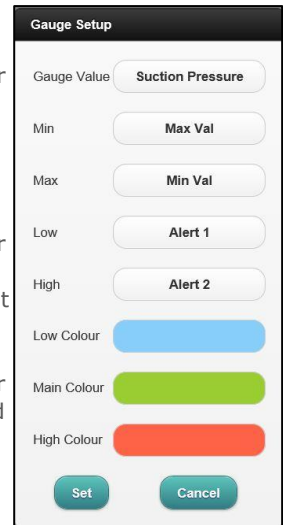 Gauge Setup
Gauge Value Suction Pressure
Min Max Val
Max Min Val
Low Alert 1
High Alert 2
Low Colour
Main Colour
High Colour
Set Cancel